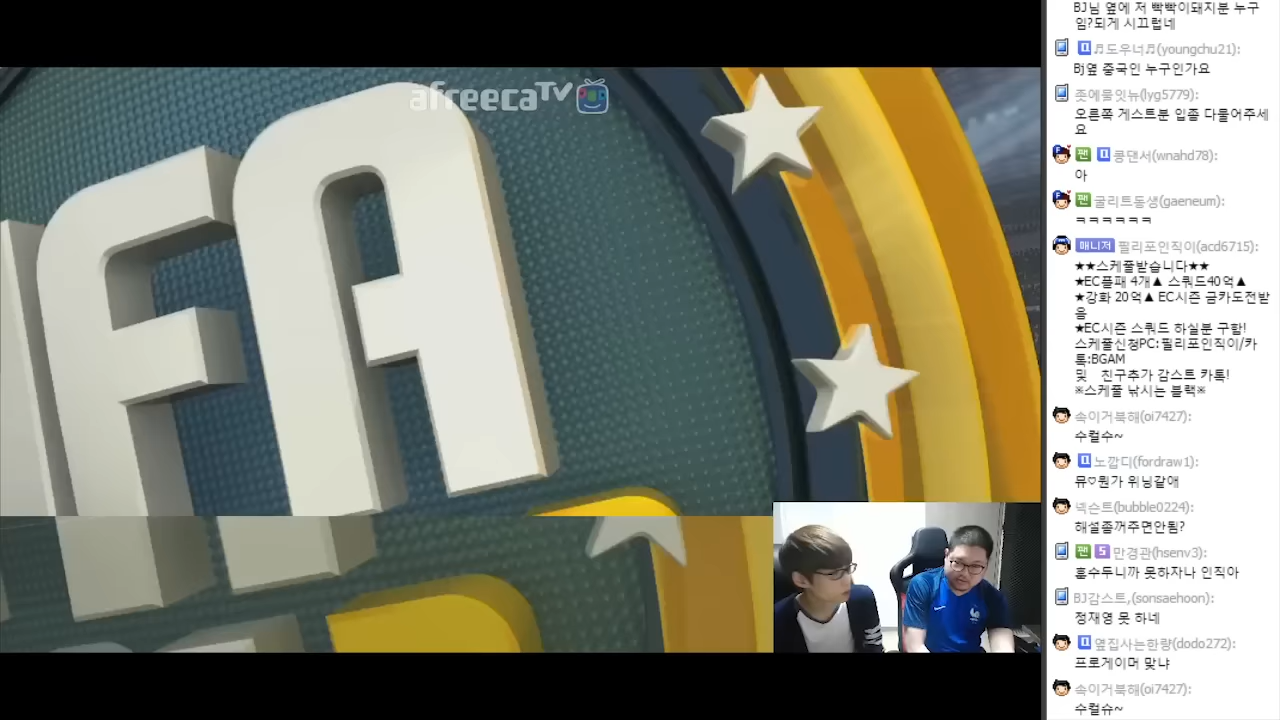 afreecaTV
FA
BJ님 옆에 저 빡빡이돼지분 누구
임?되게 시끄럽네
♬도우너♬(youngchu21):
Bj옆 중국인 누구인가요
좃에물잇뉴(lyg5779):
오른쪽 게스트분 입좀 다물어주세
요
팬 콩댄서(wnahd78):
아
팬 굴리트동생(gaeneum):
ㅋㅋㅋㅋㅋㅋ
매니저 필리포인직이(acd6715):
★★스케쥴받습니다★★
★EC플패 4개▲ 스쿼드40억▲
★강화 20억▲ EC시즌 금카도전받
음
★EC시즌 스쿼드 하실분 구함!
스케쥴신청PC:필리포인직이/카
톡:BGAM
및 친구추가 감스트 카톡!
※스케쥴 낚시는 블랙※
속이거북해(oi7427):
수컬수~
노깝디(fordraw1):
뮤♡뭔가 위닝같애
넥슨트(bubble0224):
해설좀꺼주면안됨?
팬 S 만경관(hsenv3):
훈수두니까 못하자나 인직아
BJ감스트,(sonsaehoon):
정재영 못 하네
옆집사는한량(dodo272):
프로게이머 맞냐
속이거북해(oi7427):
수컬슈~